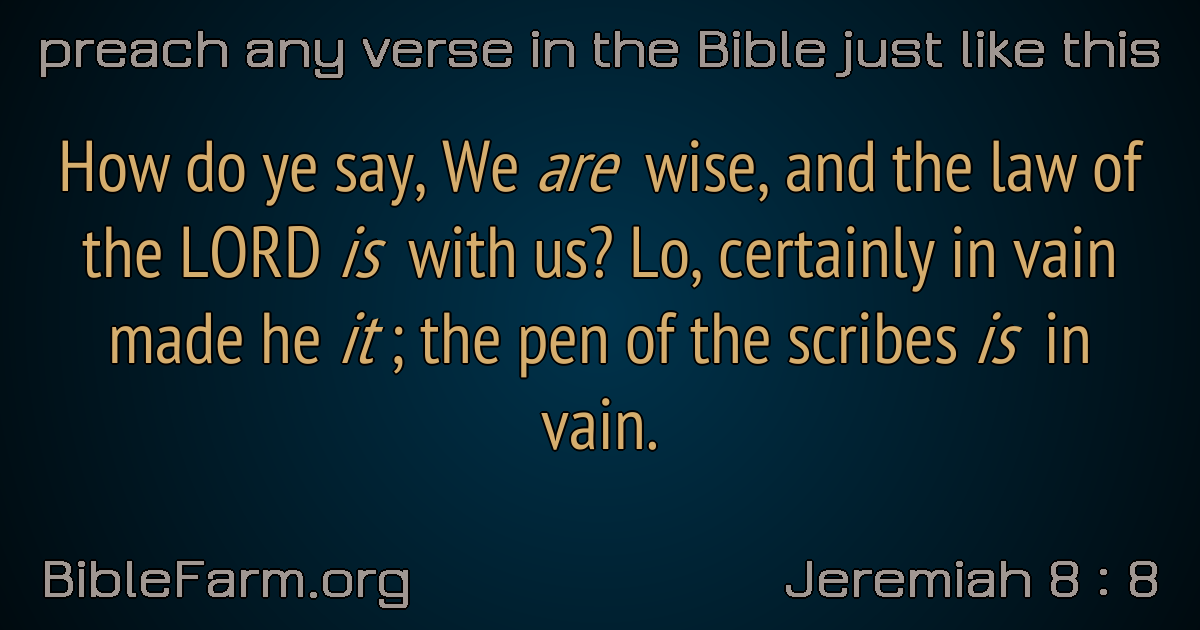 preach any verse in the Bible just like this
How do ye say, We are wise, and the law of
the LORD is with us? Lo, certainly in vain
made he it ; the pen of the scribes is in
vain.
BibleFarm.org
Jeremiah 8 : 8